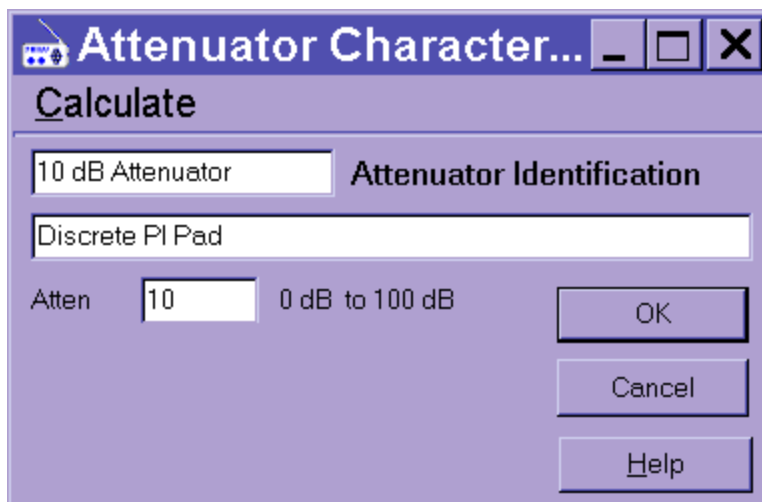 Attenuator Character...
Calculate
10 dB Attenuator Attenuator Identification
Discrete PI Pad
Atten 10 0 dB to 100 dB
OK
Cancel
Help